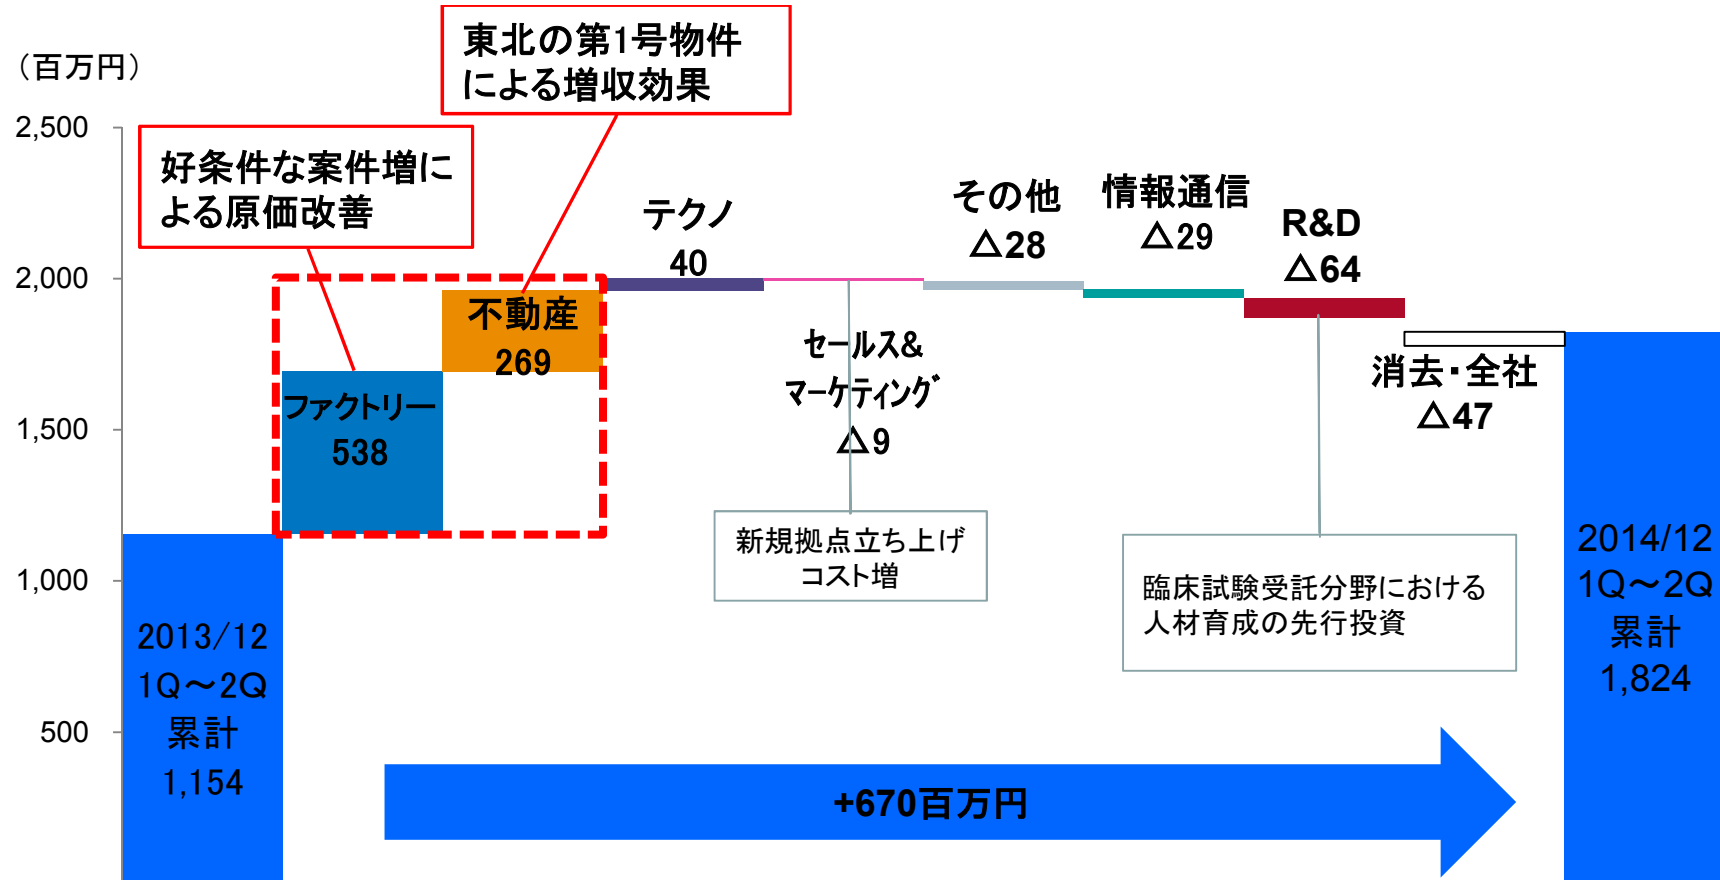 （百万円）
東北の第1号物件
による増収効果
好条件な案件増に
よる原価改善
2,500
2,000
1,500
1,000
500
2013/12
1Q～2Q
累計
1,154
ファクトリー
538
不動産
269
テクノ
40
セールス&
マーケティング
△9
新規拠点立ち上げ
コスト増
その他
△28
情報通信
△29
R&D
△64
臨床試験受託分野における
人材育成の先行投資
消去・全社
△47
2014/12
1Q～2Q
累計
1,824
+670百万円